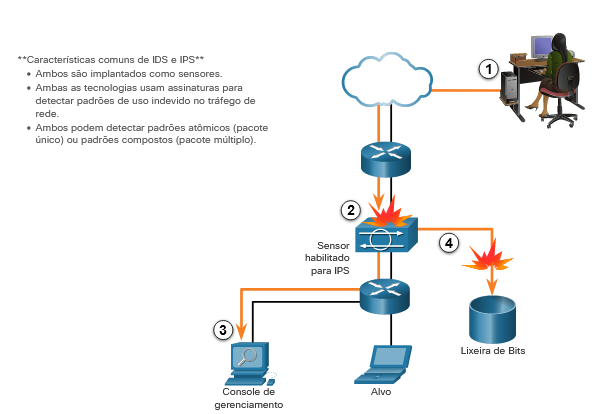 **Características comuns de IDS e IPS**
• Ambos são implantados como sensores.
• Ambas as tecnologias usam assinaturas para
detectar padrões de uso indevido no tráfego de
rede.
• Ambos podem detectar padrões atômicos (pacote
único) ou padrões compostos (pacote múltiplo).
1
2
Sensor
habilitado
para IPS
4
3
Lixeira de Bits
Console de
gerenciamento
Alvo